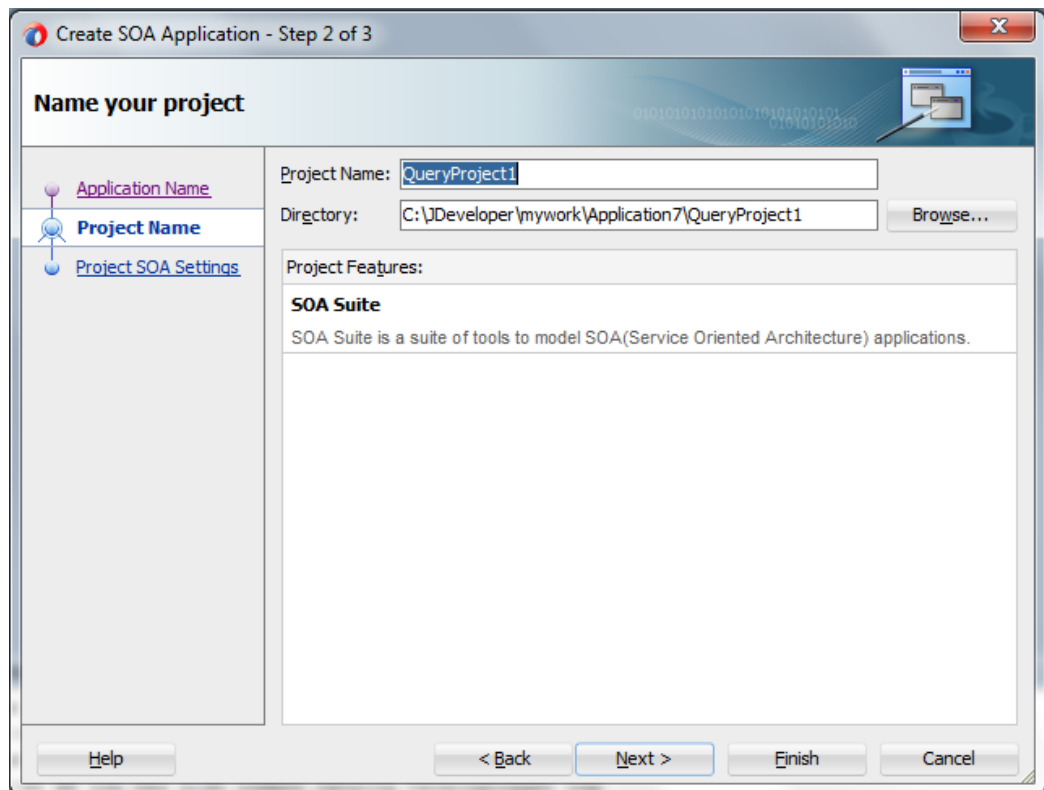 Create SOA Application - Step 2 of 3
Name your project
Application Name
Project Name
Project SOA Settings
Project Name: QueryProject1
Directory: C:\JDeveloper\mywork\Application7\QueryProject1 Browse...
Project Features:
SOA Suite
SOA Suite is a suite of tools to model SOA(Service Oriented Architecture) applications.
Help < Back Next > Finish Cancel